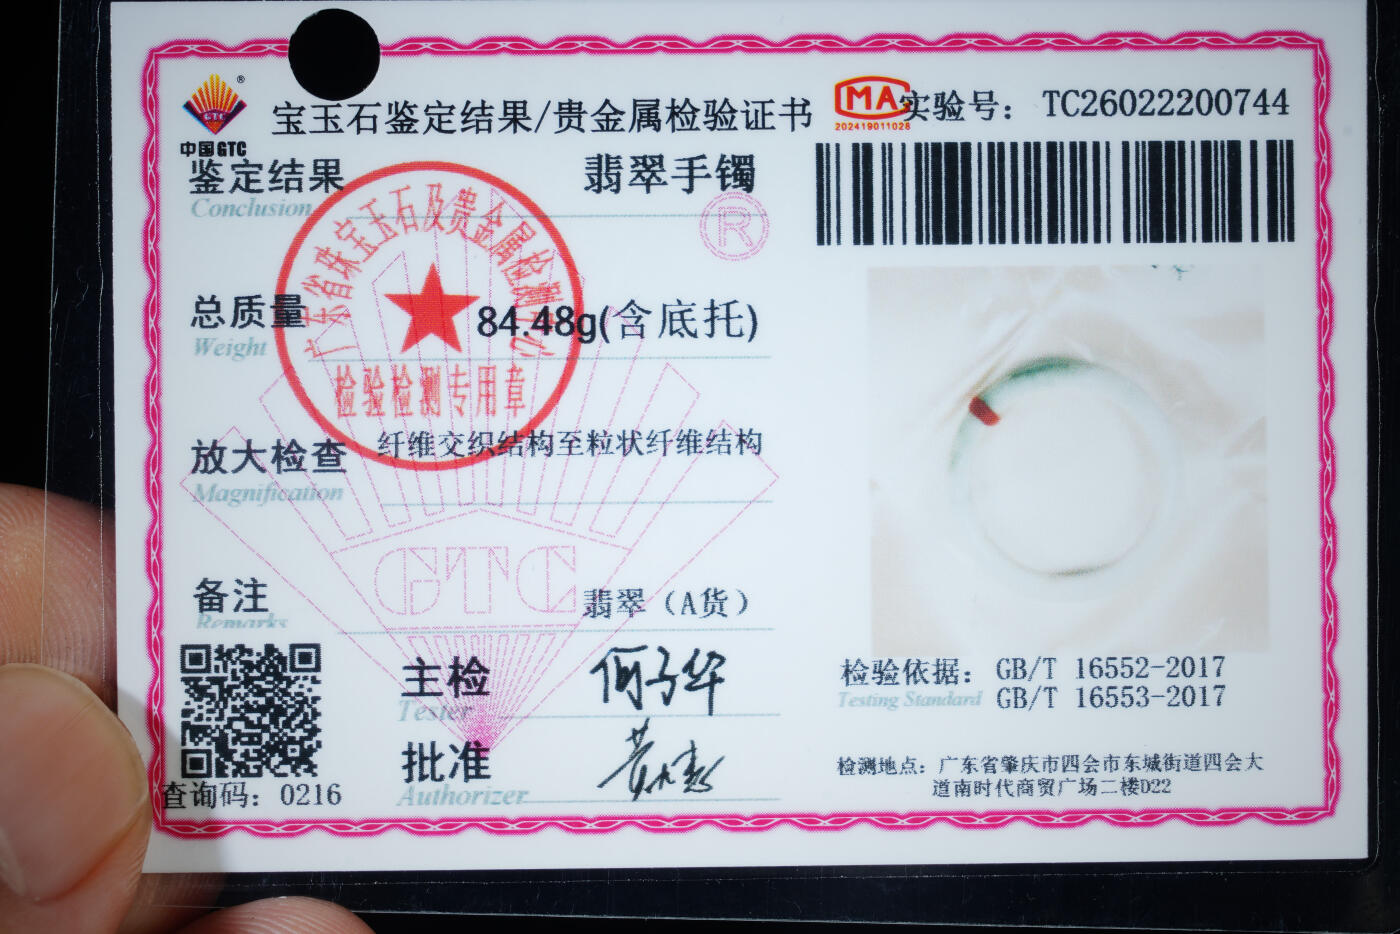 宝玉石鉴定结果/贵金属检验证书
MA
202419011028
实验号： TC26022200744
GTC
中国GTC
鉴定结果
Conclusion
翡翠手镯
R
广东省珠宝玉石及贵金属检测中心
检验检测专用章
总质量
Weight
84.48g(含底托)
放大检查
Magnification
纤维交织结构至粒状纤维结构
GTC
备注
Remarks
翡翠（A货）
主检
Tester
何子华
批准
Authorizer
查询码：0216
检验依据： GB/T 16552-2017
Testing Standard GB/T 16553-2017
检测地点：广东省肇庆市四会市东城街道四会大
道南时代商贸广场二楼D22